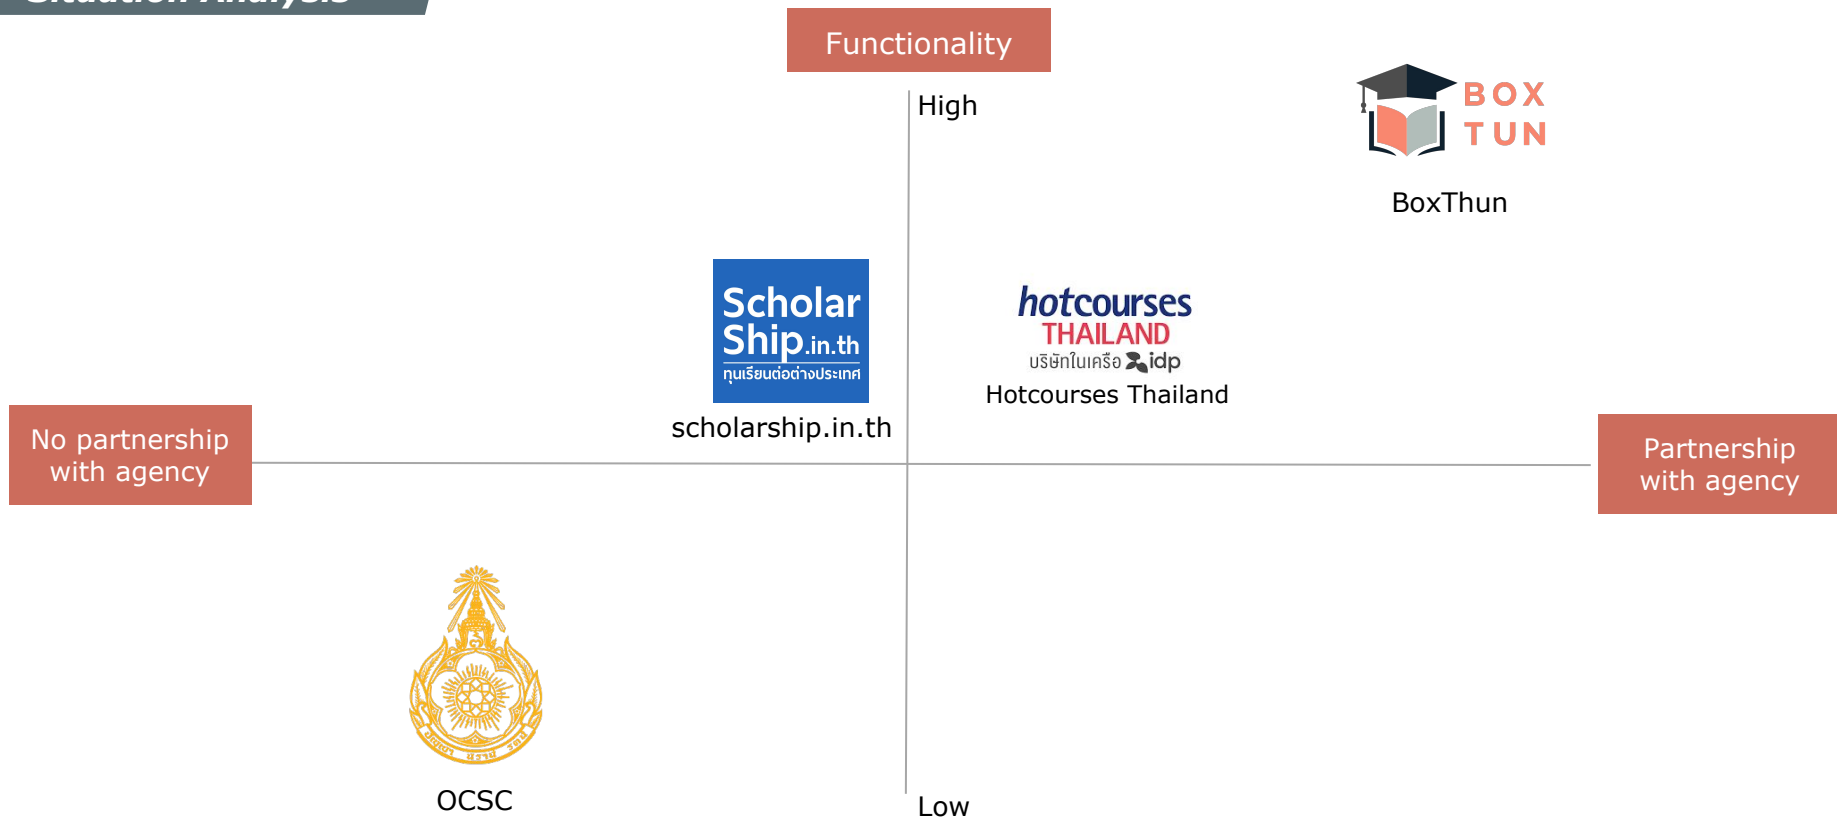 Situation Analysis
Functionality
High
BOX
TUN
BoxThun
Scholar
Ship.in.th
ทุนเรียนต่อต่างประเทศ
scholarship.in.th
hotcourses
THAILAND
บริษัทในเครือ idp
Hotcourses Thailand
No partnership
with agency
Partnership
with agency
OCSC
Low